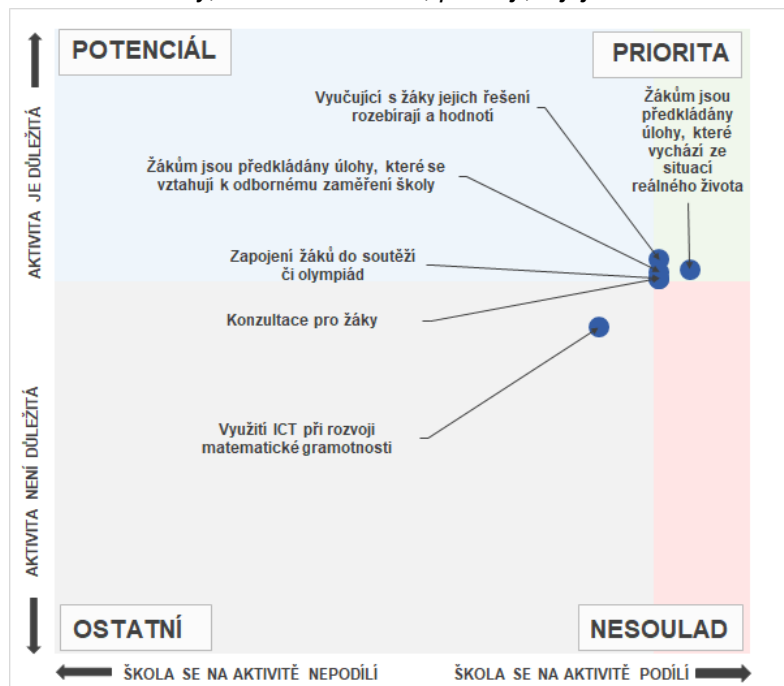 POTENCIÁL
PRIORITA
Vyučující s žáky jejich řešení
rozebírají a hodnotí
Žákům jsou
předkládány
úlohy, které
vychází ze
situací
reálného života
Žákům jsou předkládány úlohy, které se
vztahují k odbornému zaměření školy
Zapojení žáků do soutěží
či olympiád
Konzultace pro žáky
Využití ICT při rozvoji
matematické gramotnosti
AKTIVITA JE DŮLEŽITÁ
AKTIVITA NENÍ DŮLEŽITÁ
OSTATNÍ
NESOULAD
ŠKOLA SE NA AKTIVITĚ NEPODÍLÍ
ŠKOLA SE NA AKTIVITĚ PODÍLÍ